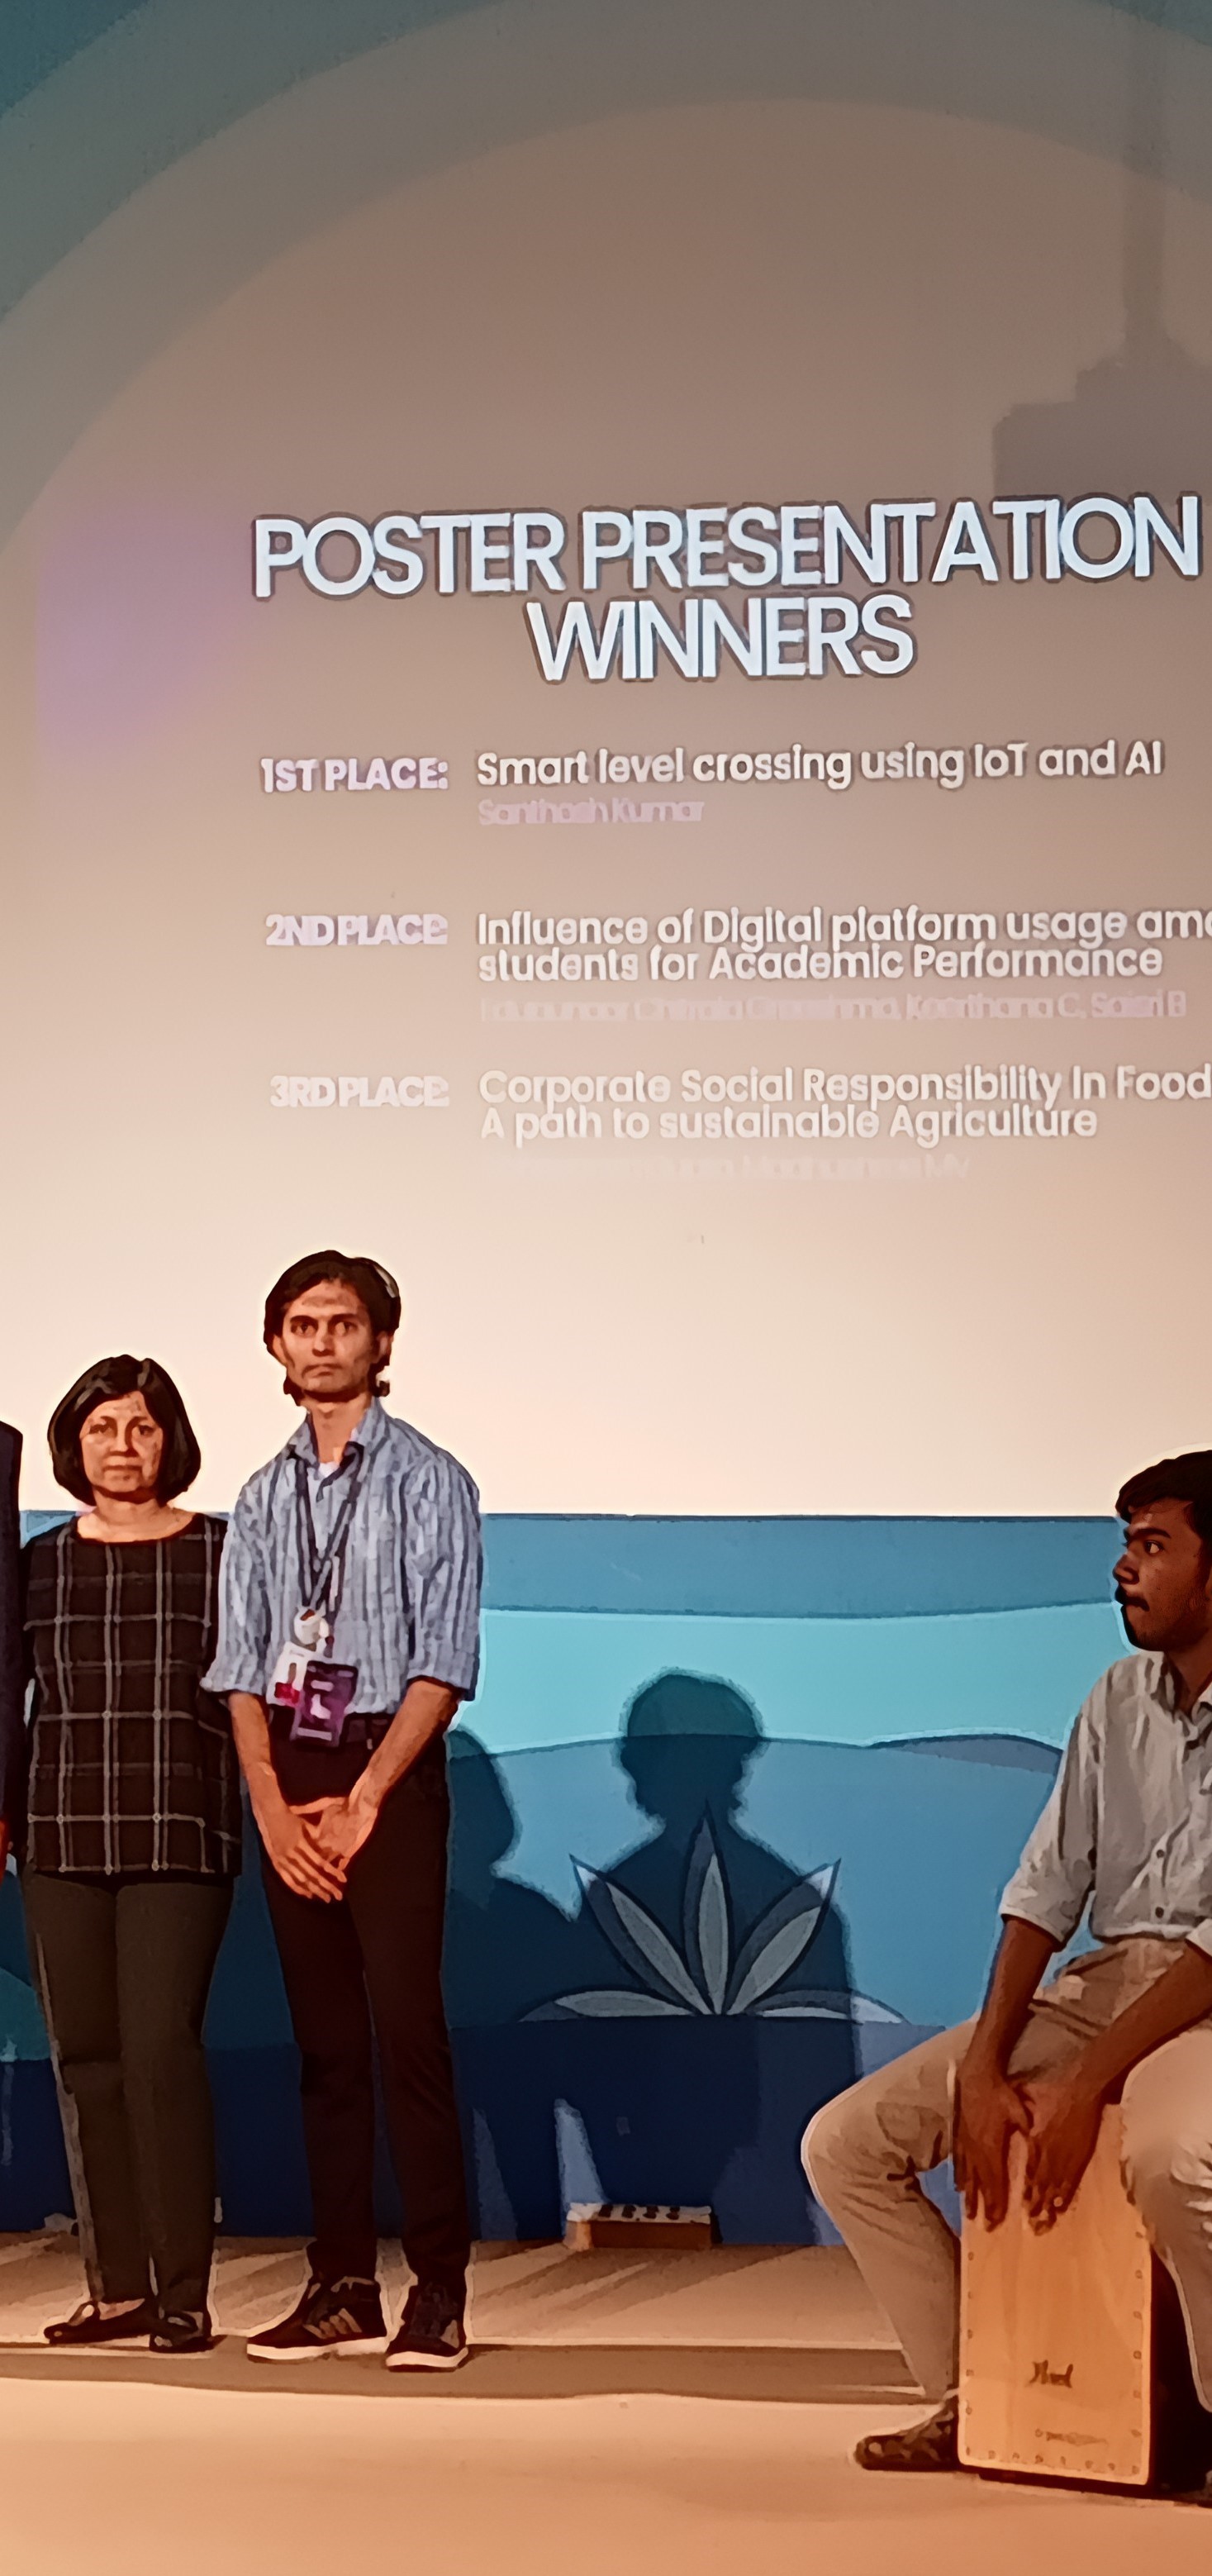 POSTER PRESENTATION
WINNERS
1ST PLACE: Smart level crossing using IoT and AI
Santhosh Kumar
2ND PLACE Influence of Digital platform usage
students for Academic Performance
Keerthana C,
3RD PLACE Corporate Social Responsibility In Food
A path to sustainable Agriculture